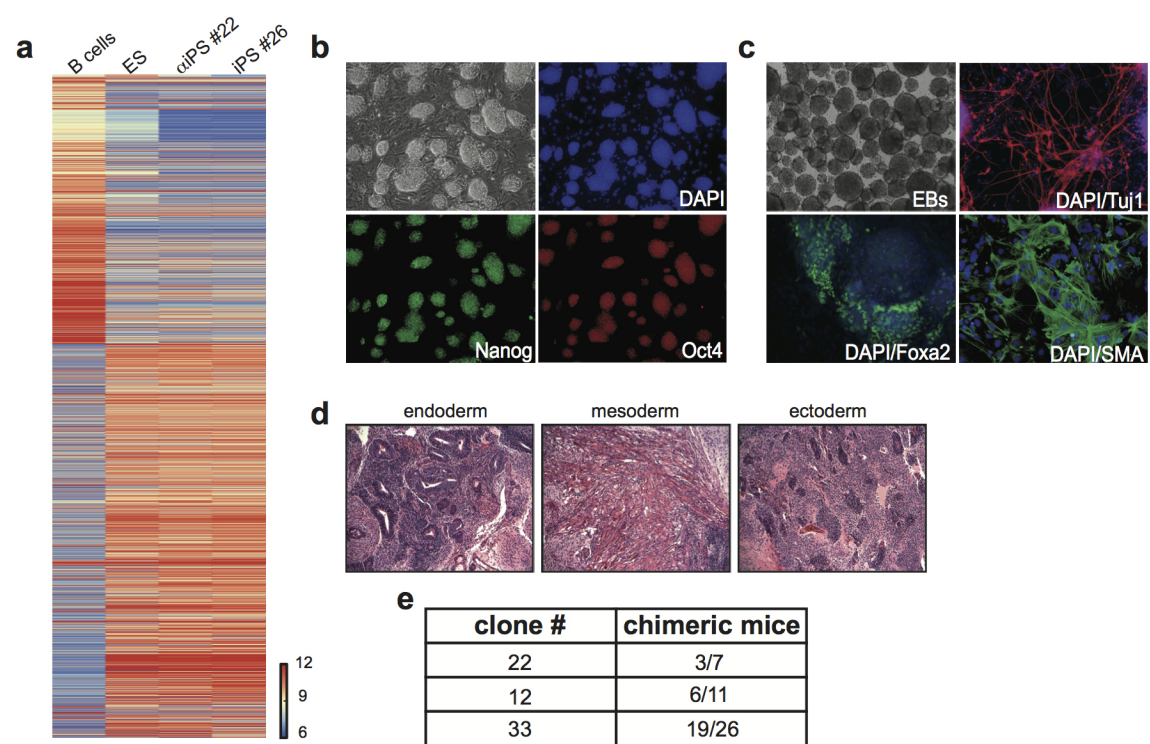 a
B cells
ES
αiPS #22
iPS #26
12
9
6
b
DAPI
Nanog
Oct4
c
EBs
DAPI/Tuj1
DAPI/Foxa2
DAPI/SMA
d
endoderm
mesoderm
ectoderm
e
clone # chimeric mice
22 3/7
12 6/11
33 19/26